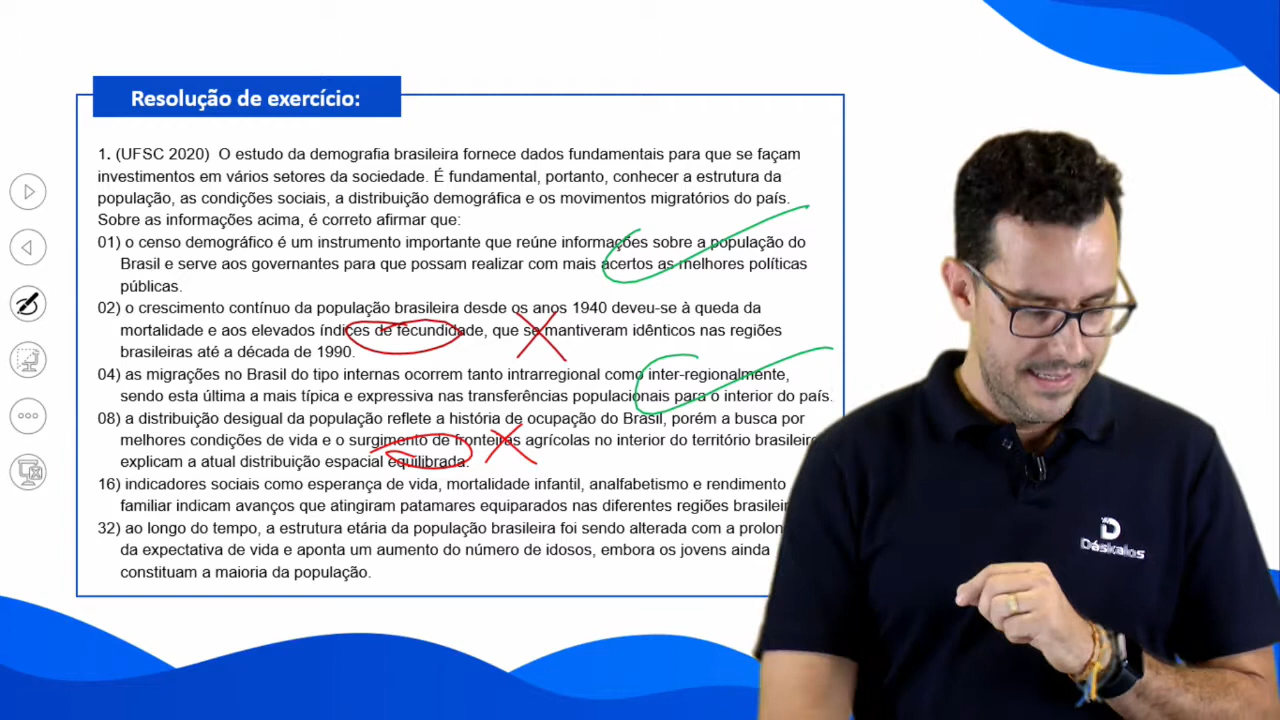 Resolução de exercício:
1. (UFSC 2020) O estudo da demografia brasileira fornece dados fundamentais para que se façam
investimentos em vários setores da sociedade. É fundamental, portanto, conhecer a estrutura da
população, as condições sociais, a distribuição demográfica e os movimentos migratórios do país.
Sobre as informações acima, é correto afirmar que:
01) o censo demográfico é um instrumento importante que reúne informações sobre a população do
Brasil e serve aos governantes para que possam realizar com mais acertos as melhores políticas
públicas.
02) o crescimento contínuo da população brasileira desde os anos 1940 deveu-se à queda da
mortalidade e aos elevados índices de fecundidade, que se mantiveram idênticos nas regiões
brasileiras até a década de 1990.
04) as migrações no Brasil do tipo internas ocorrem tanto intrarregional como inter-regionalmente,
sendo esta última a mais típica e expressiva nas transferências populacionais para o interior do país.
08) a distribuição desigual da população reflete a história de ocupação do Brasil, porém a busca por
melhores condições de vida e o surgimento de fronteiras agrícolas no interior do território brasileiro
explicam a atual distribuição espacial equilibrada.
16) indicadores sociais como esperança de vida, mortalidade infantil, analfabetismo e rendimento
familiar indicam avanços que atingiram patamares equiparados nas diferentes regiões
32) ao longo do tempo, a estrutura etária da população brasileira foi sendo alterada com a
da expectativa de vida e aponta um aumento do número de idosos, embora os jovens ainda
constituam a maioria da população.
Dáskalos